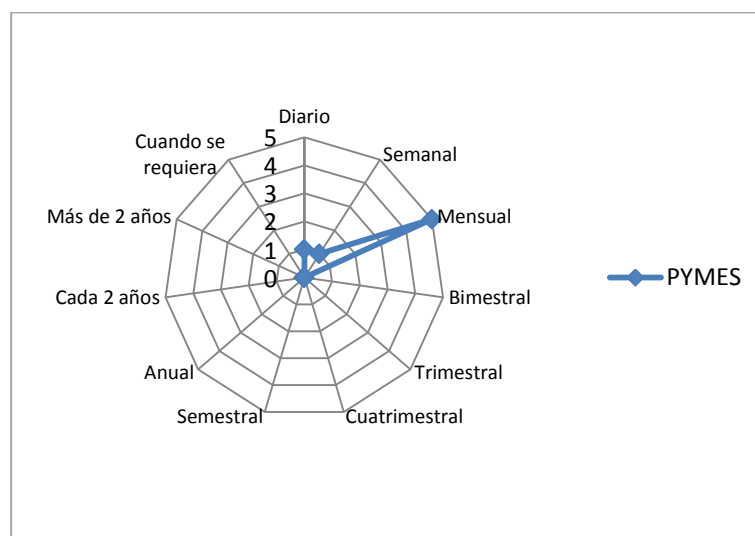 Diario
Semanal
Mensual
Bimestral
Trimestral
Cuatrimestral
Semestral
Anual
Cada 2 años
Más de 2 años
Cuando se
requiera
5
4
3
2
1
0
PYMES